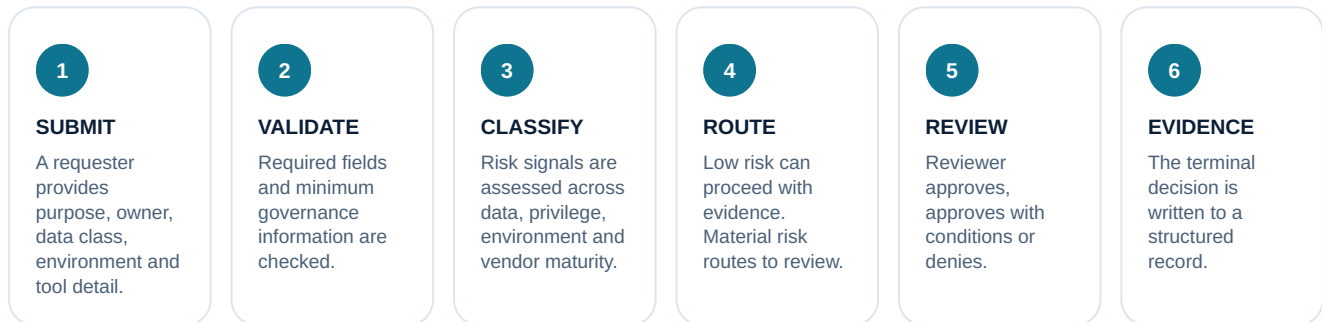 1
SUBMIT
A requester
provides
purpose, owner,
data class,
environment and
tool detail.
2
VALIDATE
Required fields
and minimum
governance
information are
checked.
3
CLASSIFY
Risk signals are
assessed across
data, privilege,
environment and
vendor maturity.
4
ROUTE
Low risk can
proceed with
evidence.
Material risk
routes to review.
5
REVIEW
Reviewer
approves,
approves with
conditions or
denies.
6
EVIDENCE
The terminal
decision is
written to a
structured
record.